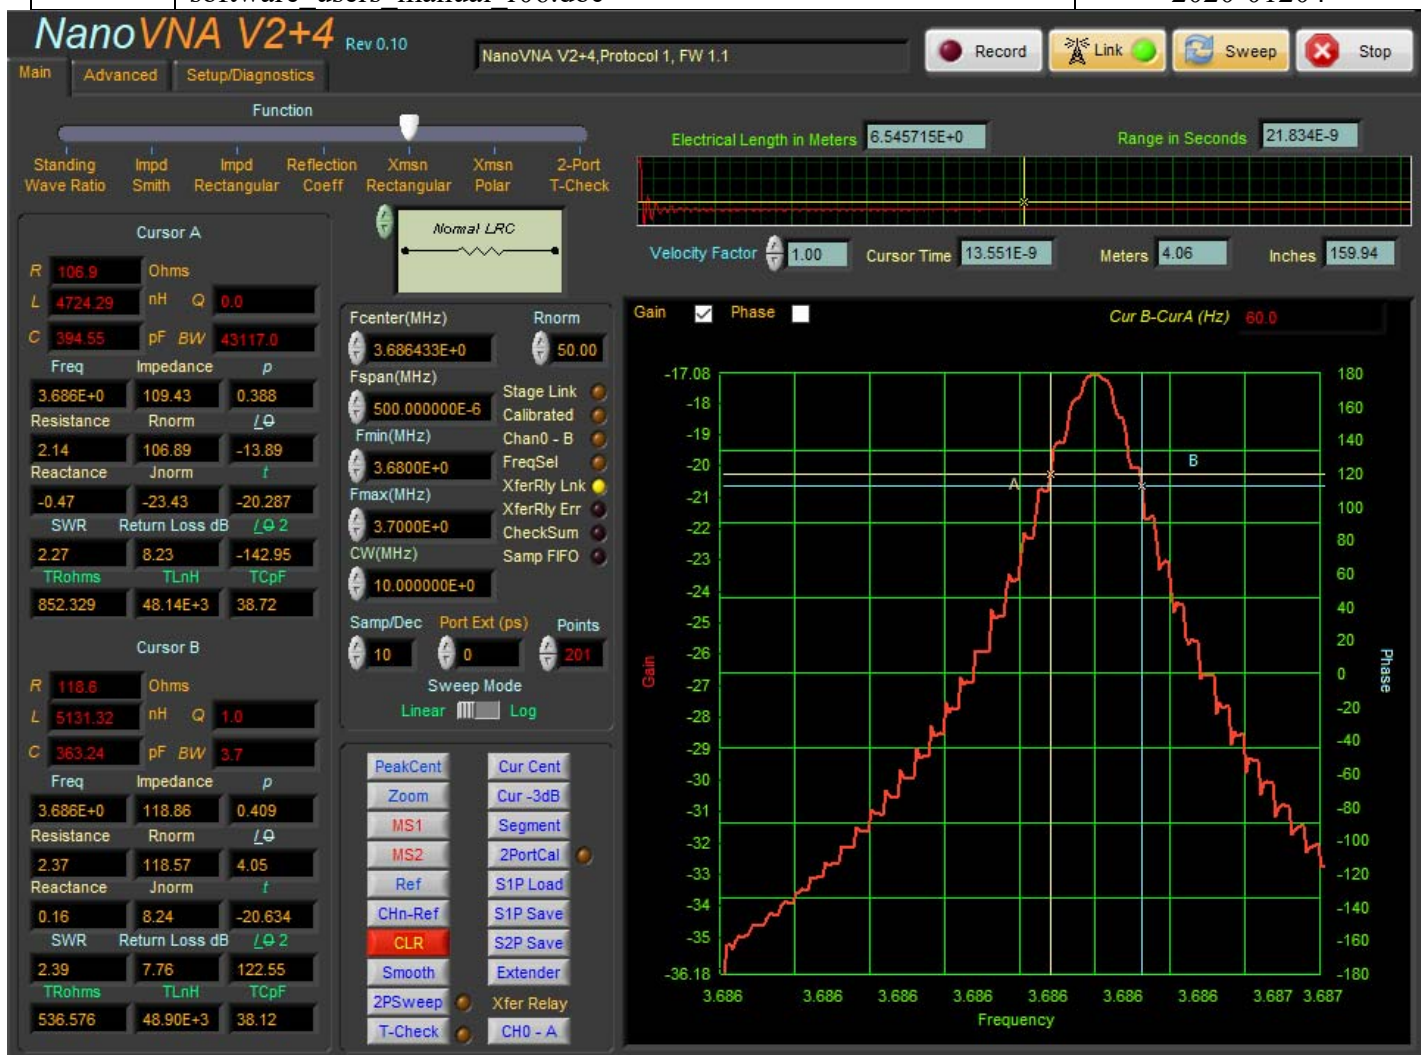 software_users_manual_106.doc 2020-01204
NanoVNA V2+4 Rev 0.10
NanoVNA V2+4,Protocol 1, FW 1.1
Record Link Sweep Stop
Main Advanced Setup/Diagnostics
Function
Standing Wave Ratio
Impd Smith
Impd Rectangular
Reflection Coeff
Xmsn Rectangular
Xmsn Polar
2-Port T-Check
Electrical Length in Meters 6.545715E+0 Range in Seconds 21.834E-9
Velocity Factor 1.00 Cursor Time 13.551E-9 Meters 4.06 Inches 159.94
Cursor A
R 106.9 Ohms
L 4724.29 nH Q 0.0
C 394.55 pF BW 43117.0
Freq Impedance p
3.686E+0 109.43 0.388
Resistance Rnorm /Θ
2.14 106.89 -13.89
Reactance Jnorm t
-0.47 -23.43 -20.287
SWR Return Loss dB /Θ 2
2.27 8.23 -142.95
TRohms TLnH TCpF
852.329 48.14E+3 38.72
Cursor B
R 118.6 Ohms
L 5131.32 nH Q 1.0
C 363.24 pF BW 3.7
Freq Impedance p
3.686E+0 118.86 0.409
Resistance Rnorm /Θ
2.37 118.57 4.05
Reactance Jnorm t
0.16 8.24 -20.634
SWR Return Loss dB /Θ 2
2.39 7.76 122.55
TRohms TLnH TCpF
536.576 48.90E+3 38.12
Normal LRC
Fcenter(MHz) Rnorm
3.686433E+0 50.00
Fspan(MHz)
500.000000E-6
Fmin(MHz)
3.6800E+0
Fmax(MHz)
3.7000E+0
CW(MHz)
10.000000E+0
Stage Link
Calibrated
Chan0 - B
FreqSel
XferRly Lnk
XferRly Err
CheckSum
Samp FIFO
Samp/Dec Port Ext (ps) Points
10 0 201
Sweep Mode
Linear Log
PeakCent Cur Cent
Zoom Cur -3dB
MS1 Segment
MS2 2PortCal
Ref S1P Load
CHn-Ref S1P Save
CLR S2P Save
Smooth Extender
2PSweep Xfer Relay
T-Check CH0 - A
Gain Phase Cur B-CurA (Hz) 60.0
-17.08
-18
-19
-20
-21
-22
-23
-24
-25
-26
-27
-28
-29
-30
-31
-32
-33
-34
-35
-36.18
Gain
A
B
180
160
140
120
100
80
60
40
20
0
-20
-40
-60
-80
-100
-120
-140
-160
-180
Phase
3.686 3.686 3.686 3.686 3.686 3.686 3.686 3.687 3.687
Frequency